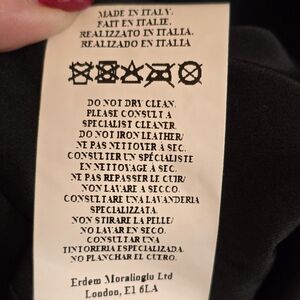 MADE IN ITALY.
FAIT EN ITALIE.
REALIZZATO IN ITALIA.
REALIZADO EN ITALIA
DO NOT DRY CLEAN.
PLEASE CONSULT A
SPECIALIST CLEANER.
DO NOT IRON LEATHER/
NE PAS NETTOYER À SEC.
CONSULTER UN SPÉCIALISTE
EN NETTOYAGE À SEC.
NE PAS REPASSER LE CUIR/
NON LAVARE A SECCO.
CONSULTARE UNA LAVANDERIA
SPECIALIZZATA.
NON STIRARE LA PELLE/
NO LAVAR EN SECO.
CONSULTAR UNA
TINTORERIA ESPECIALIZADA.
NO PLANCHAR EL CUERO.
Erdem Moralioglu Ltd
London, E1 6LA